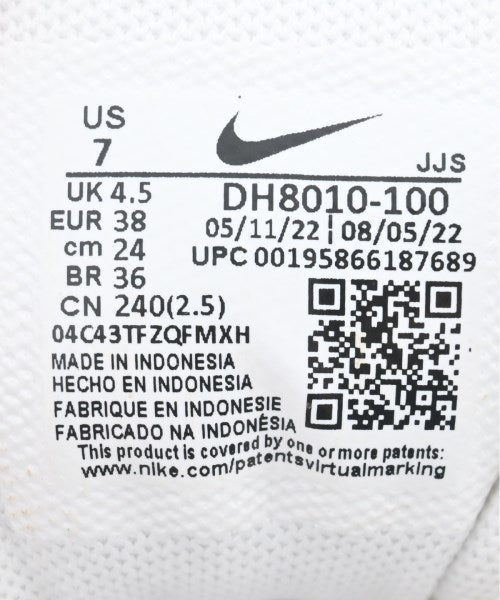 US
7
JJS
UK 4.5
EUR 38
cm 24
BR 36
CN 240(2.5)
DH8010-100
05/11/22 | 08/05/22
UPC 00195866187689
04C43TFZQFMXH
MADE IN INDONESIA
HECHO EN INDONESIA
FABRIQUE EN INDONESIE
FABRICADO NA INDONÉSIA
This product is covered by one or more patents:
www.nike.com/patentsvirtualmarking